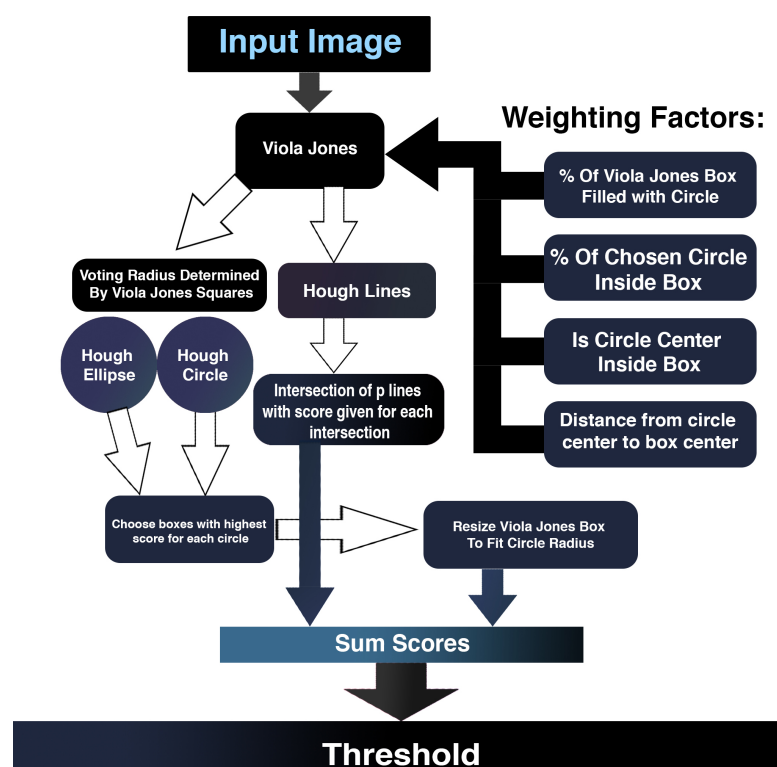 Input Image
Viola Jones
Weighting Factors:
% Of Viola Jones Box
Filled with Circle
% Of Chosen Circle
Inside Box
Is Circle Center
Inside Box
Distance from circle
center to box center
Voting Radius Determined
By Viola Jones Squares
Hough Lines
Hough
Ellipse
Hough
Circle
Intersection of p lines
with score given for each
intersection
Choose boxes with highest
score for each circle
Resize Viola Jones Box
To Fit Circle Radius
Sum Scores
Threshold